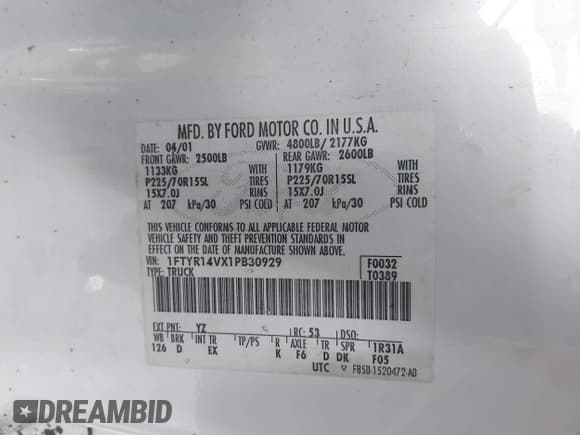 MFD. BY FORD MOTOR CO. IN U.S.A.
DATE: 04/01 GVWR: 4800LB/ 2177KG
FRONT GAWR: 2500LB REAR GAWR: 2600LB
1133KG WITH 1179KG WITH
P225/70R15SL TIRES P225/70R15SL TIRES
15X7.0J RIMS 15X7.0J RIMS
AT 207 kPa/30 PSI COLD AT 207 kPa/30 PSI COLD
THIS VEHICLE CONFORMS TO ALL APPLICABLE FEDERAL MOTOR
VEHICLE SAFETY AND THEFT PREVENTION STANDARDS IN
EFFECT ON THE DATE OF MANUFACTURE SHOWN ABOVE.
VIN: 1FTYR14VX1PB30929 F0032
TYPE: TRUCK T0389
EXT PNT: YZ RC: 53 DSO:
WB BRK INT TR TP/PS R AXLE TR SPR 1R31A
126 D EX K F6 D DK F05
UTC F85B-1520472-AB
DREAMBID
CERTIFIED USED AUTO PARTS